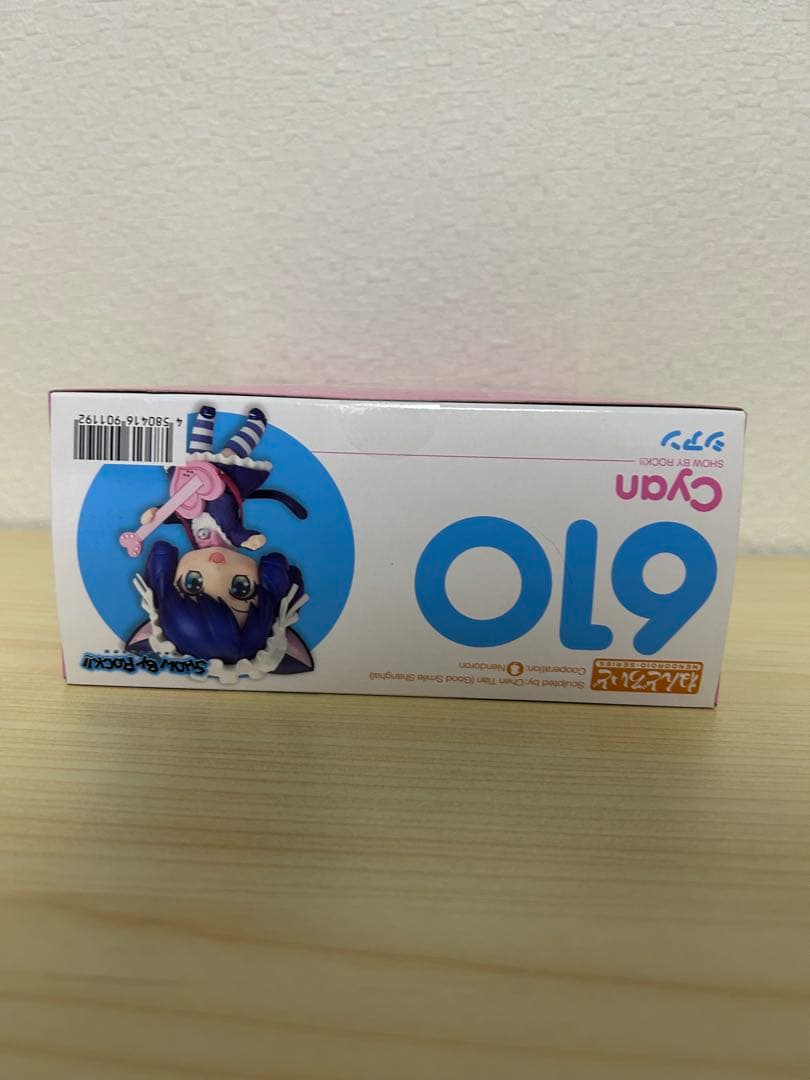 ねんどろいど
NENDOROID・SERIES
Sculpted by: Chen Tian (Good Smile Shanghai)
Cooperation: Nendoron
610
Cyan
SHOW BY ROCK!!
シアン
SHOW BY ROCK!!
4 580416 901192